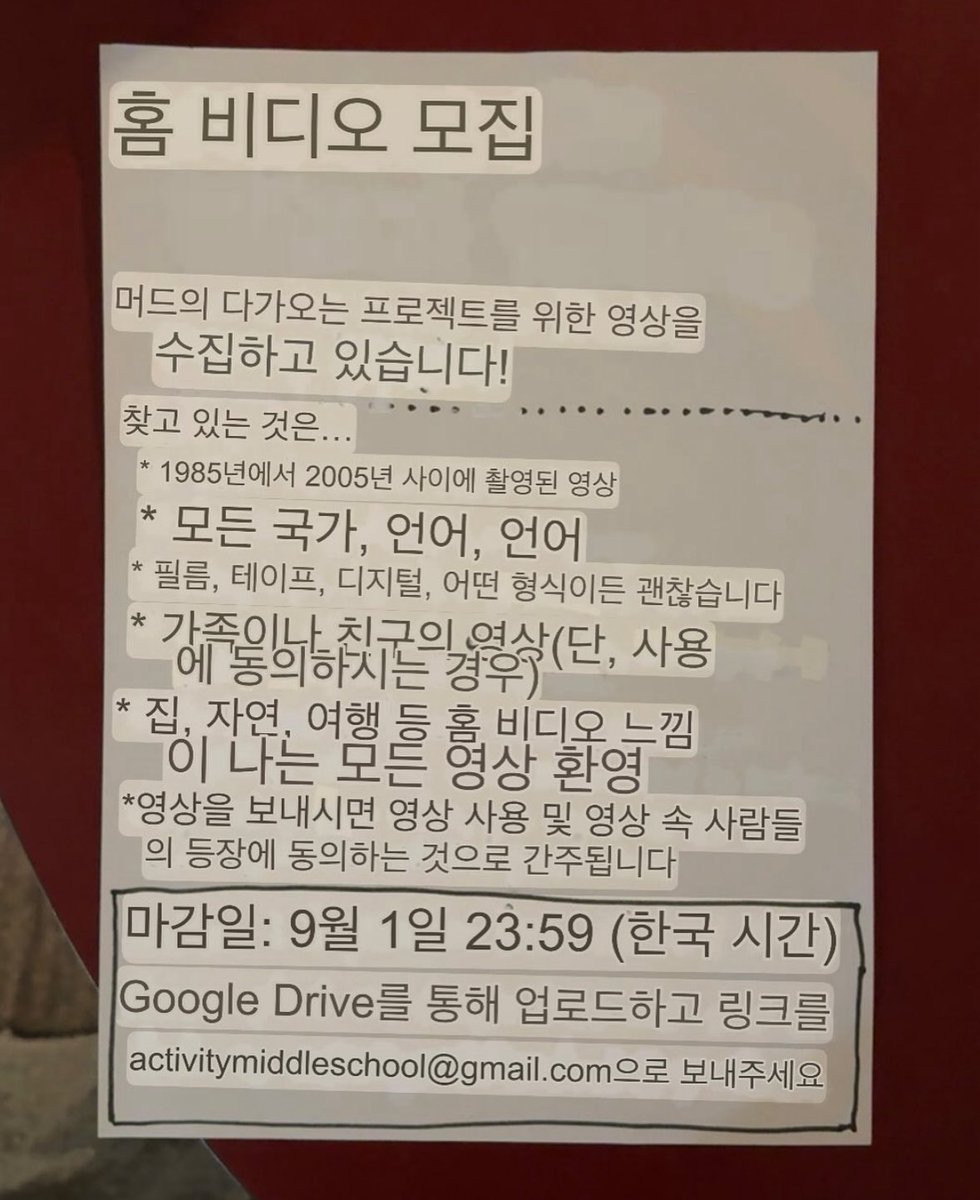 홈 비디오 모집
머드의 다가오는 프로젝트를 위한 영상을
수집하고 있습니다!
찾고 있는 것은...
* 1985년에서 2005년 사이에 촬영된 영상
* 모든 국가, 언어, 언어
* 필름, 테이프, 디지털, 어떤 형식이든 괜찮습니다
* 가족이나 친구의 영상(단, 사용
에 동의하시는 경우)
* 집, 자연, 여행 등 홈 비디오 느낌
이 나는 모든 영상 환영
*영상을 보내시면 영상 사용 및 영상 속 사람들
의 등장에 동의하는 것으로 간주됩니다
마감일: 9월 1일 23:59 (한국 시간)
Google Drive를 통해 업로드하고 링크를
activitymiddleschool@gmail.com으로 보내주세요